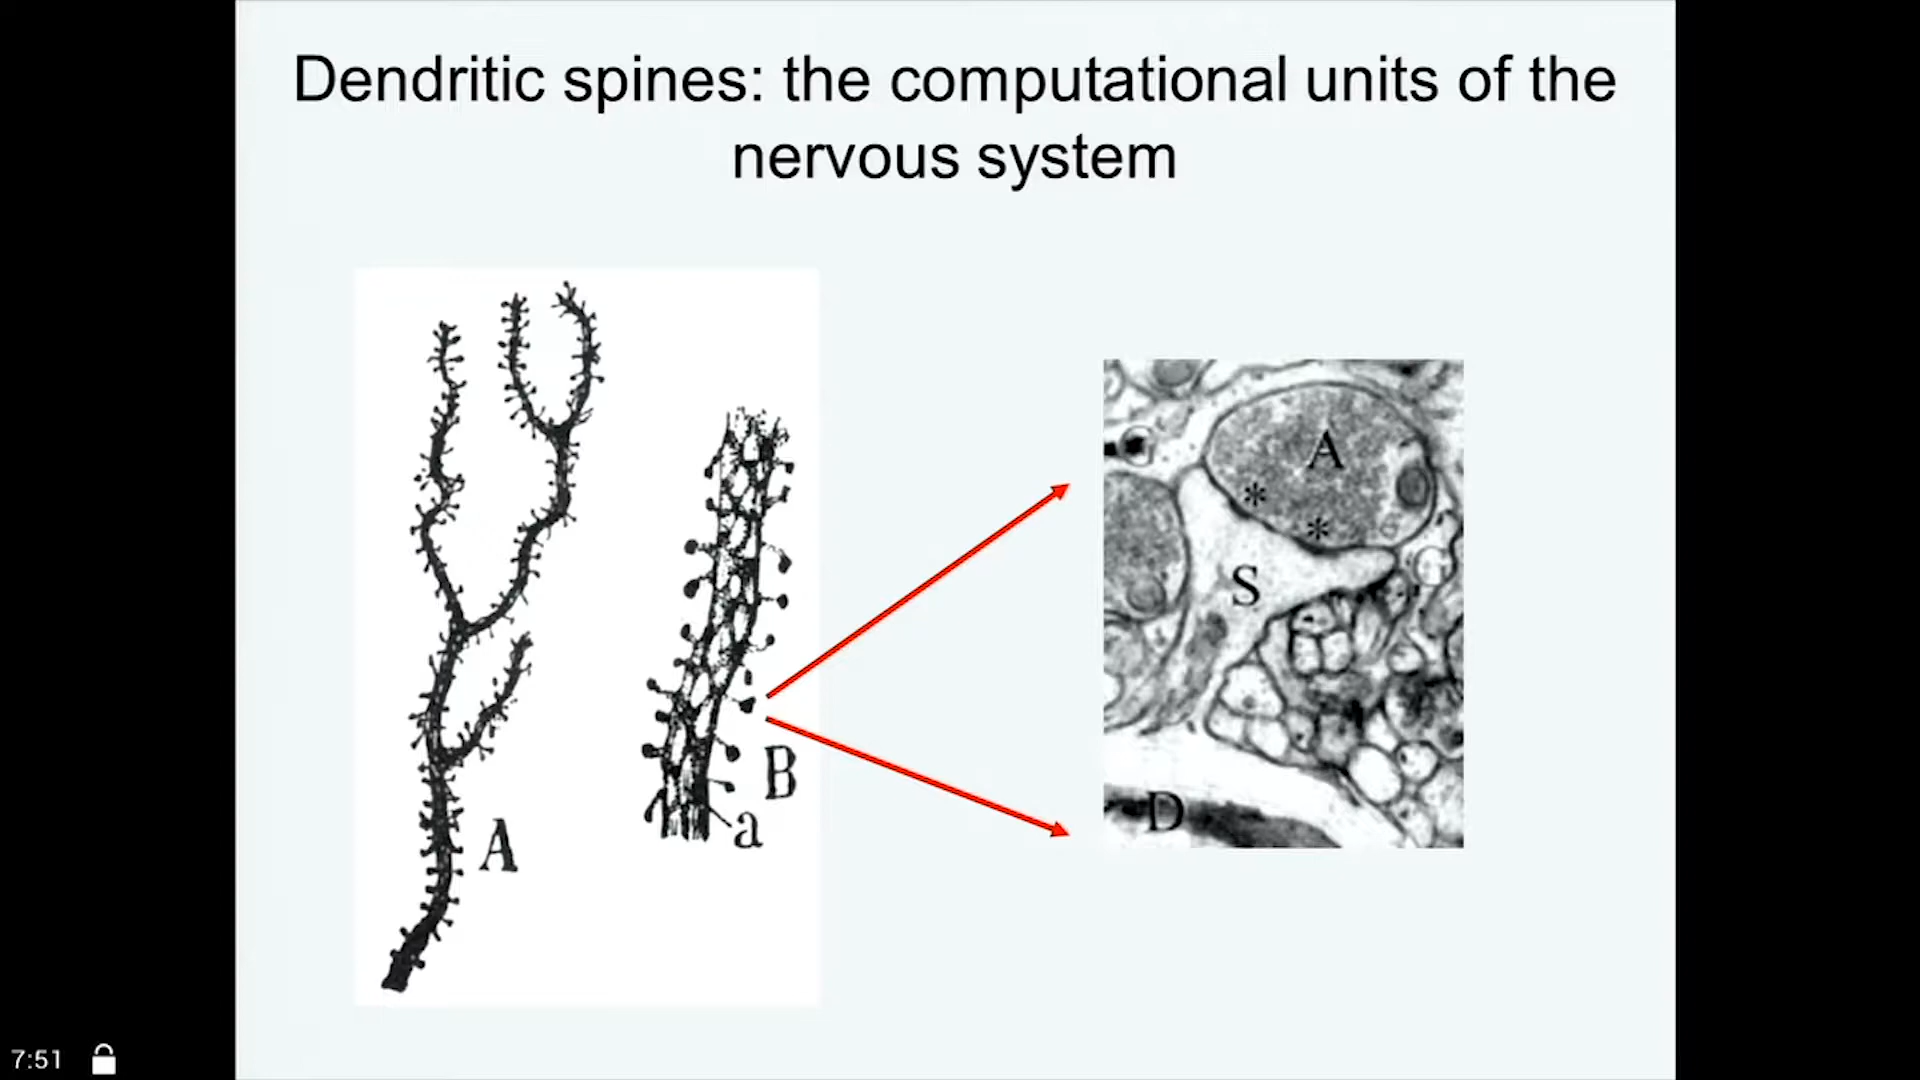 Dendritic spines: the computational units of the
nervous system
A
B
a
A
*
*
S
D
7:51